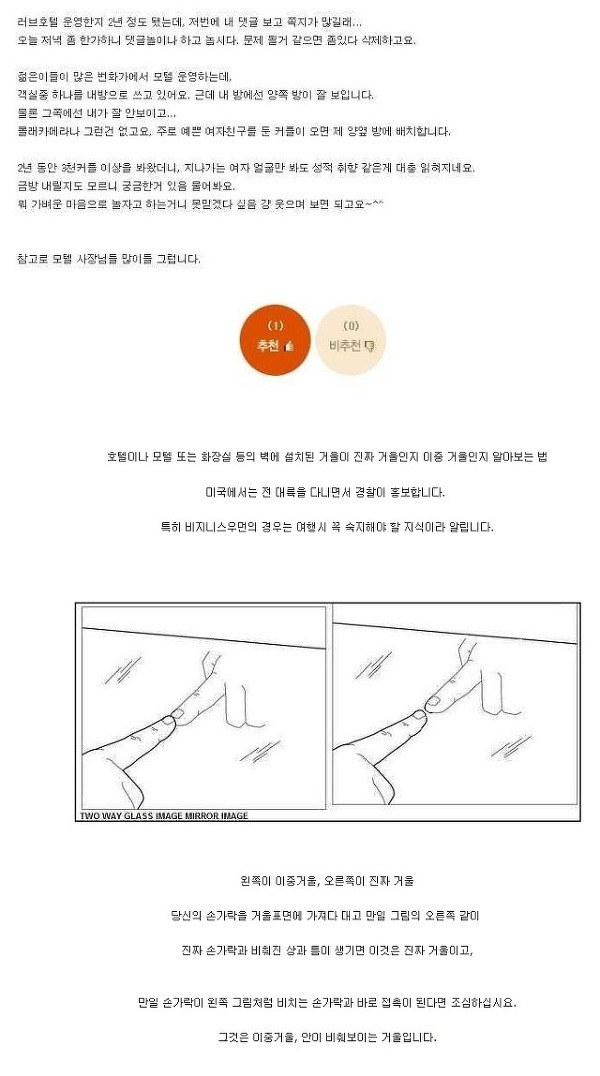 러브호텔 운영한지 2년 정도 됐는데, 저번에 내 댓글 보고 쪽지가 많길래...
오늘 저녁 좀 한가하니 댓글놀이나 하고 놉시다. 문제 될거 같으면 좀있다 삭제하고요.
젊은이들이 많은 번화가에서 모텔 운영하는데,
객실중 하나를 내방으로 쓰고 있어요. 근데 내 방에선 양쪽 방이 잘 보입니다.
물론 그쪽에선 내가 잘 안보이고...
몰래카메라나 그런건 없고요, 주로 예쁜 여자친구를 둔 커플이 오면 제 양옆 방에 배치합니다.
2년 동안 3천커플 이상을 봐왔더니, 지나가는 여자 얼굴만 봐도 성적 취향 같은게 대충 읽혀지네요.
금방 내릴지도 모르니 궁금한거 있음 물어봐요.
뭐 가벼운 마음으로 놀자고 하는거니 못믿겠다 싶음 걍 웃으며 보면 되고요~^^
참고로 모텔 사장님들 많이들 그럽니다.
(1) (0)
추천 비추천
호텔이나 모텔 또는 화장실 등의 벽에 설치된 거울이 진짜 거울인지 이중 거울인지 알아보는 법
미국에서는 전 대륙을 다니면서 경찰이 홍보합니다.
특히 비지니스우먼의 경우는 여행시 꼭 숙지해야 할 지식이라 알립니다.
TWO WAY GLASS IMAGE MIRROR IMAGE
왼쪽이 이중거울, 오른쪽이 진짜 거울
당신의 손가락을 거울표면에 가져다 대고 만일 그림의 오른쪽 같이
진짜 손가락과 비춰진 상과 틈이 생기면 이것은 진짜 거울이고,
만일 손가락이 왼쪽 그림처럼 비치는 손가락과 바로 접촉이 된다면 조심하십시요.
그것은 이중거울, 안이 비춰보이는 거울입니다.